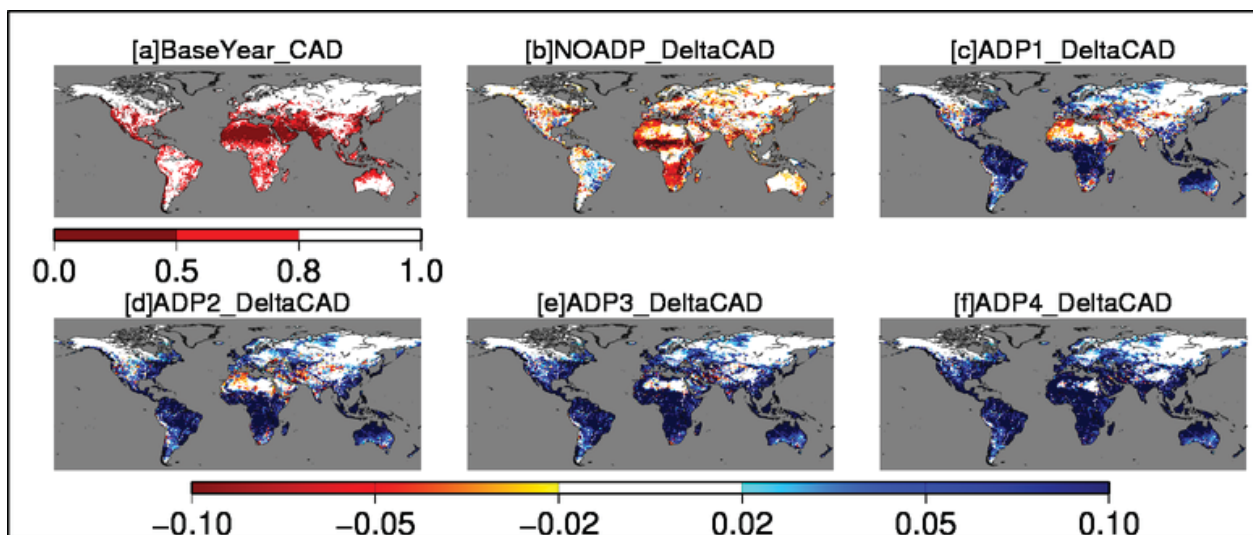 [a]BaseYear_CAD [b]NOADP_DeltaCAD [c]ADP1_DeltaCAD
0.0 0.5 0.8 1.0
[d]ADP2_DeltaCAD [e]ADP3_DeltaCAD [f]ADP4_DeltaCAD
−0.10 −0.05 −0.02 0.02 0.05 0.10